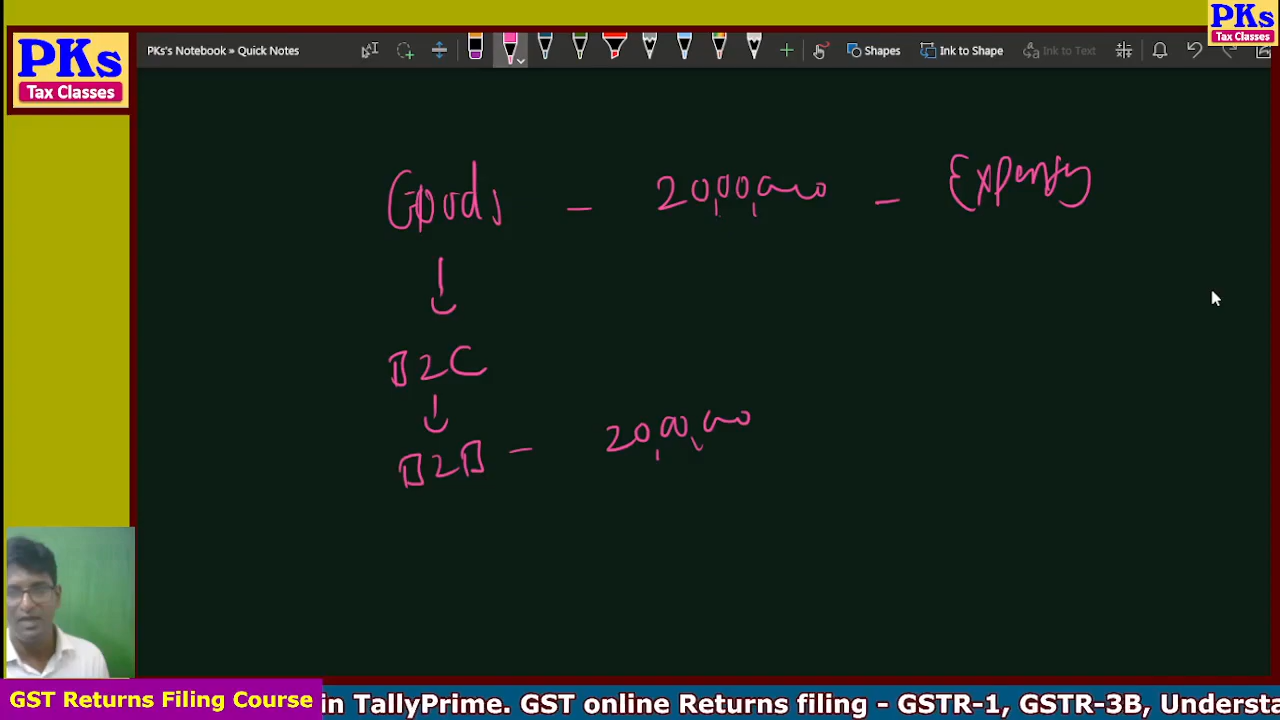 PKs
Tax Classes
PKs
Tax Classes
PKs's Notebook » Quick Notes
Shapes
Ink to Shape
Ink to Text
Goods - 20,00,000 - Expenses
B2C
B2B - 20,00,000
GST Returns Filing Course
in TallyPrime. GST online Returns filing - GSTR-1, GSTR-3B, Understa